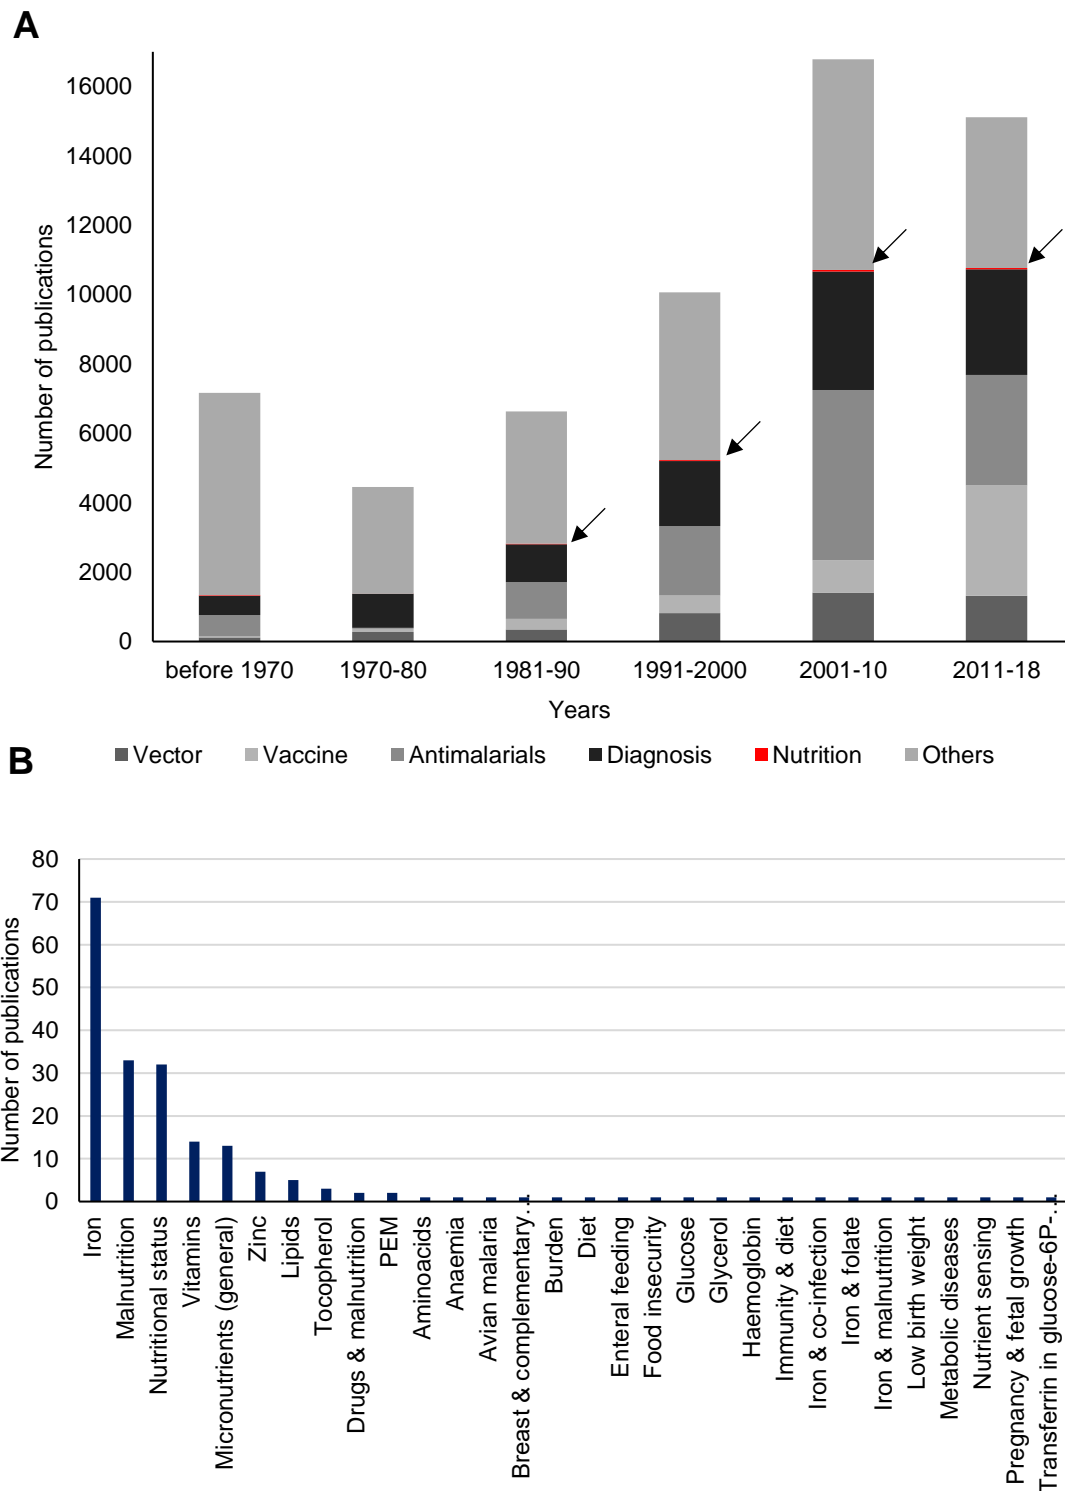 A
16000
14000
12000
10000
8000
6000
4000
2000
0
Number of publications
before 1970 1970-80 1981-90 1991-2000 2001-10 2011-18
Years
Vector Vaccine Antimalarials Diagnosis Nutrition Others
B
80
70
60
50
40
30
20
10
0
Number of publications
Iron
Malnutrition
Nutritional status
Vitamins
Micronutrients (general)
Zinc
Lipids
Tocopherol
Drugs & malnutrition
PEM
Aminoacids
Anaemia
Avian malaria
Breast & complementary…
Burden
Diet
Enteral feeding
Food insecurity
Glucose
Glycerol
Haemoglobin
Immunity & diet
Iron & co-infection
Iron & folate
Iron & malnutrition
Low birth weight
Metabolic diseases
Nutrient sensing
Pregnancy & fetal growth
Transferrin in glucose-6P-…